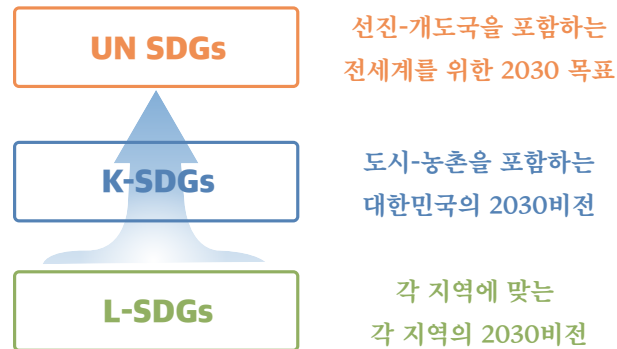 UN SDGs
선진-개도국을 포함하는
전세계를 위한 2030 목표
K-SDGs
도시-농촌을 포함하는
대한민국의 2030비전
L-SDGs
각 지역에 맞는
각 지역의 2030비전